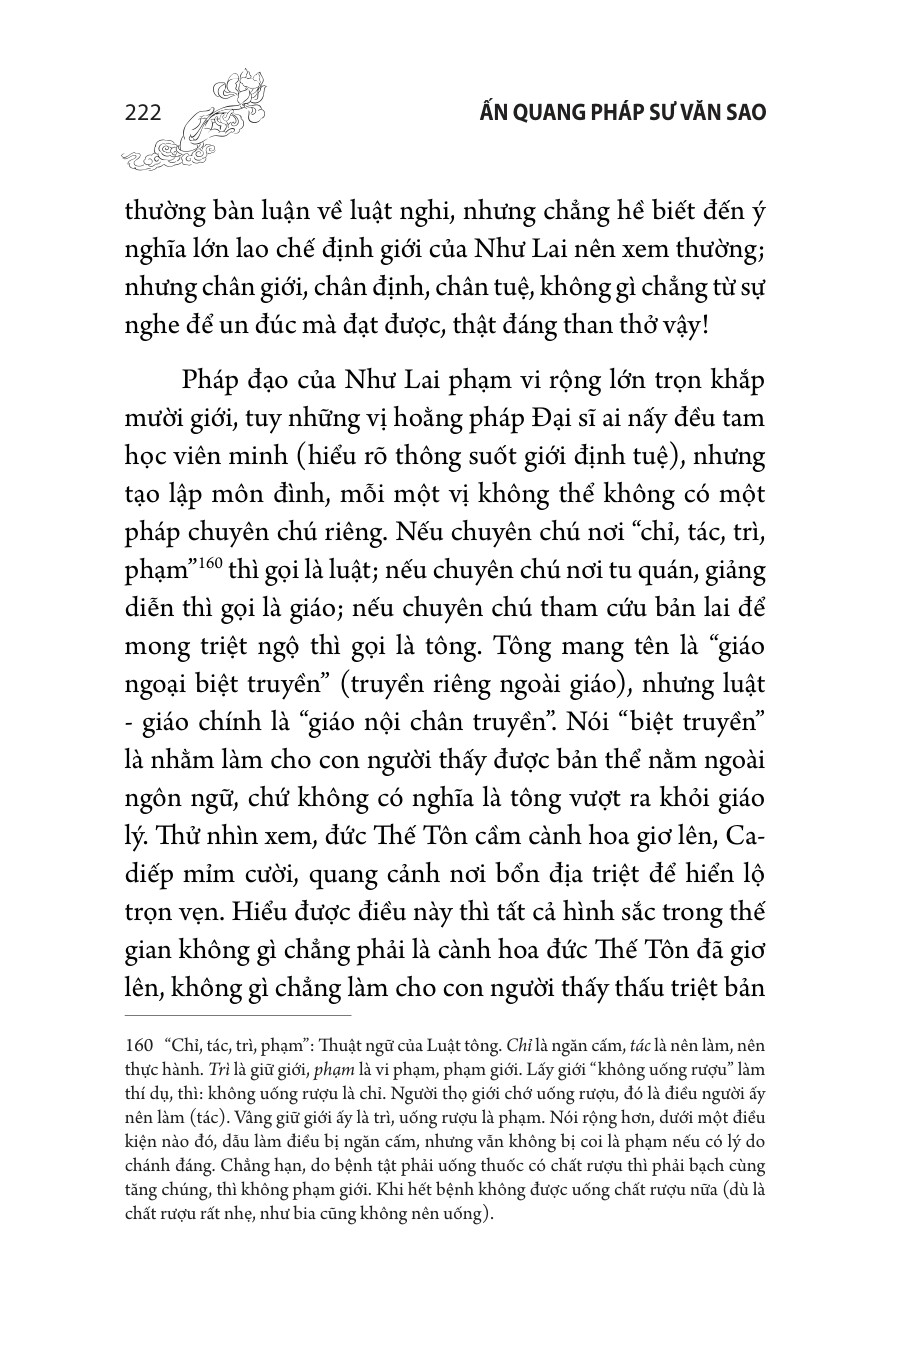 222
ẤN QUANG PHÁP SƯ VĂN SAO
thường bàn luận về luật nghi, nhưng chẳng hề biết đến ý
nghĩa lớn lao chế định giới của Như Lai nên xem thường;
nhưng chân giới, chân định, chân tuệ, không gì chẳng từ sự
nghe để un đúc mà đạt được, thật đáng than thở vậy!
Pháp đạo của Như Lai phạm vi rộng lớn trọn khắp
mười giới, tuy những vị hoằng pháp Đại sĩ ai nấy đều tam
học viên minh (hiểu rõ thông suốt giới định tuệ), nhưng
tạo lập môn đình, mỗi một vị không thể không có một
pháp chuyên chú riêng. Nếu chuyên chú nơi “chỉ, tác, trì,
phạm”160 thì gọi là luật; nếu chuyên chú nơi tu quán, giảng
diễn thì gọi là giáo; nếu chuyên chú tham cứu bản lai để
mong triệt ngộ thì gọi là tông. Tông mang tên là “giáo
ngoại biệt truyền” (truyền riêng ngoài giáo), nhưng luật
- giáo chính là “giáo nội chân truyền”. Nói “biệt truyền”
là nhằm làm cho con người thấy được bản thể nằm ngoài
ngôn ngữ, chứ không có nghĩa là tông vượt ra khỏi giáo
lý. Thử nhìn xem, đức Thế Tôn cầm cành hoa giơ lên, Ca-
diếp mỉm cười, quang cảnh nơi bổn địa triệt để hiển lộ
trọn vẹn. Hiểu được điều này thì tất cả hình sắc trong thế
gian không gì chẳng phải là cành hoa đức Thế Tôn đã giơ
lên, không gì chẳng làm cho con người thấy thấu triệt bản
160 “Chỉ, tác, trì, phạm”: Thuật ngữ của Luật tông. Chỉ là ngăn cấm, tác là nên làm, nên
thực hành. Trì là giữ giới, phạm là vi phạm, phạm giới. Lấy giới “không uống rượu” làm
thí dụ, thì: không uống rượu là chỉ. Người thọ giới chớ uống rượu, đó là điều người ấy
nên làm (tác). Vâng giữ giới ấy là trì, uống rượu là phạm. Nói rộng hơn, dưới một điều
kiện nào đó, dẫu làm điều bị ngăn cấm, nhưng vẫn không bị coi là phạm nếu có lý do
chánh đáng. Chẳng hạn, do bệnh tật phải uống thuốc có chất rượu thì phải bạch cùng
tăng chúng, thì không phạm giới. Khi hết bệnh không được uống chất rượu nữa (dù là
chất rượu rất nhẹ, như bia cũng không nên uống).